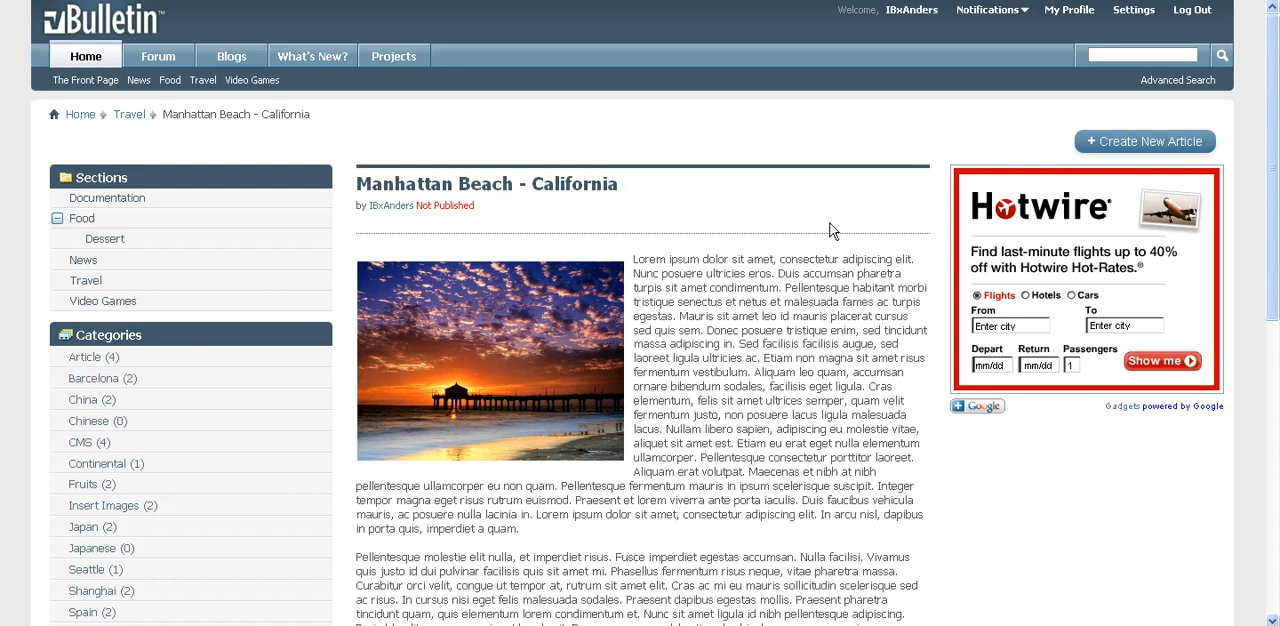 vBulletin™
Welcome, IBxAnders Notifications My Profile Settings Log Out
Home Forum Blogs What's New? Projects
The Front Page News Food Travel Video Games Advanced Search
Home Travel Manhattan Beach - California
+ Create New Article
Sections
Documentation
Food
Dessert
News
Travel
Video Games
Categories
Article (4)
Barcelona (2)
China (2)
Chinese (0)
CMS (4)
Continental (1)
Fruits (2)
Insert Images (2)
Japan (2)
Japanese (0)
Seattle (1)
Shanghai (2)
Spain (2)
Manhattan Beach - California
by IBxAnders Not Published
Lorem ipsum dolor sit amet, consectetur adipiscing elit.
Nunc posuere ultricies eros. Duis accumsan pharetra
turpis sit amet condimentum. Pellentesque habitant morbi
tristique senectus et netus et malesuada fames ac turpis
egestas. Mauris sit amet leo id mauris placerat cursus
sed quis sem. Donec posuere tristique enim, sed tincidunt
massa adipiscing in. Sed facilisis facilisis augue, sed
laoreet ligula ultricies ac. Etiam non magna sit amet risus
fermentum vestibulum. Aliquam leo quam, accumsan
ornare bibendum sodales, facilisis eget ligula. Cras
elementum, felis sit amet ultrices semper, quam velit
fermentum justo, non posuere lacus ligula malesuada
lacus. Nullam libero sapien, adipiscing eu molestie vitae,
aliquet sit amet est. Etiam eu erat eget nulla elementum
ullamcorper. Pellentesque consectetur porttitor laoreet.
Aliquam erat volutpat. Maecenas et nibh at nibh
pellentesque ullamcorper eu non quam. Pellentesque fermentum mauris in ipsum scelerisque suscipit. Integer
tempor magna eget risus rutrum euismod. Praesent et lorem viverra ante porta iaculis. Duis faucibus vehicula
mauris, ac posuere nulla lacinia in. Lorem ipsum dolor sit amet, consectetur adipiscing elit. In arcu nisl, dapibus
in porta quis, imperdiet a quam.
Pellentesque molestie elit nulla, et imperdiet risus. Fusce imperdiet egestas accumsan. Nulla facilisi. Vivamus
quis justo id dui pulvinar facilisis quis sit amet mi. Phasellus fermentum risus neque, vitae pharetra massa.
Curabitur orci velit, congue ut tempor at, rutrum sit amet elit. Cras ac mi eu mauris sollicitudin scelerisque sed
ac risus. In cursus nisi eget felis malesuada sodales. Praesent dapibus egestas mollis. Praesent pharetra
tincidunt quam, quis elementum lorem condimentum et. Nunc sit amet ligula id nibh pellentesque adipiscing.
Hotwire®
Find last-minute flights up to 40%
off with Hotwire Hot-Rates.®
Flights Hotels Cars
From To
Enter city Enter city
Depart Return Passengers
mm/dd mm/dd 1 Show me
+ Google Gadgets powered by Google